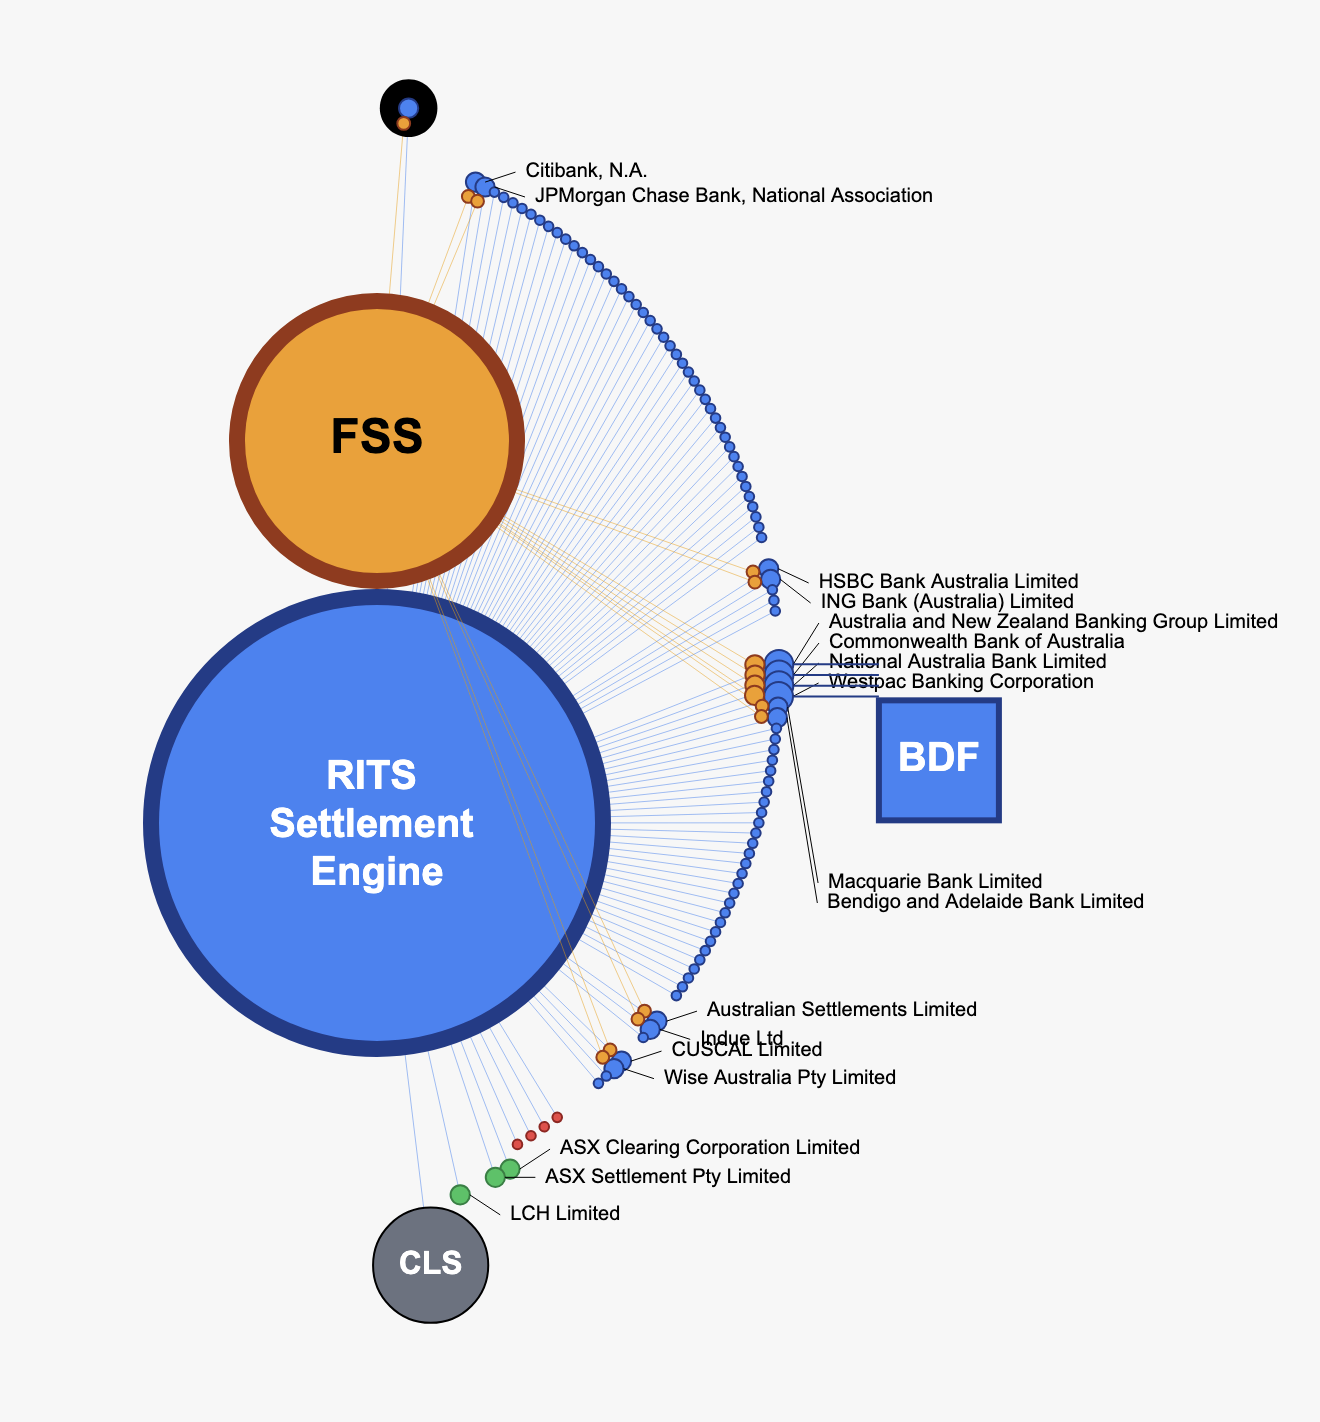 Citibank, N.A.
JPMorgan Chase Bank, National Association
FSS
HSBC Bank Australia Limited
ING Bank (Australia) Limited
Australia and New Zealand Banking Group Limited
Commonwealth Bank of Australia
National Australia Bank Limited
Westpac Banking Corporation
BDF
RITS
Settlement
Engine
Macquarie Bank Limited
Bendigo and Adelaide Bank Limited
Australian Settlements Limited
Indue Ltd
CUSCAL Limited
Wise Australia Pty Limited
ASX Clearing Corporation Limited
ASX Settlement Pty Limited
LCH Limited
CLS